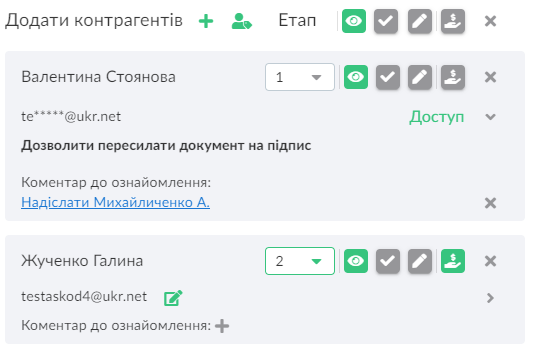 Додати контрагентів Етап
Валентина Стоянова 1
te*****@ukr.net Доступ
Дозволити пересилати документ на підпис
Коментар до ознайомлення:
Надіслати Михайличенко А.
Жученко Галина 2
testaskod4@ukr.net
Коментар до ознайомлення: